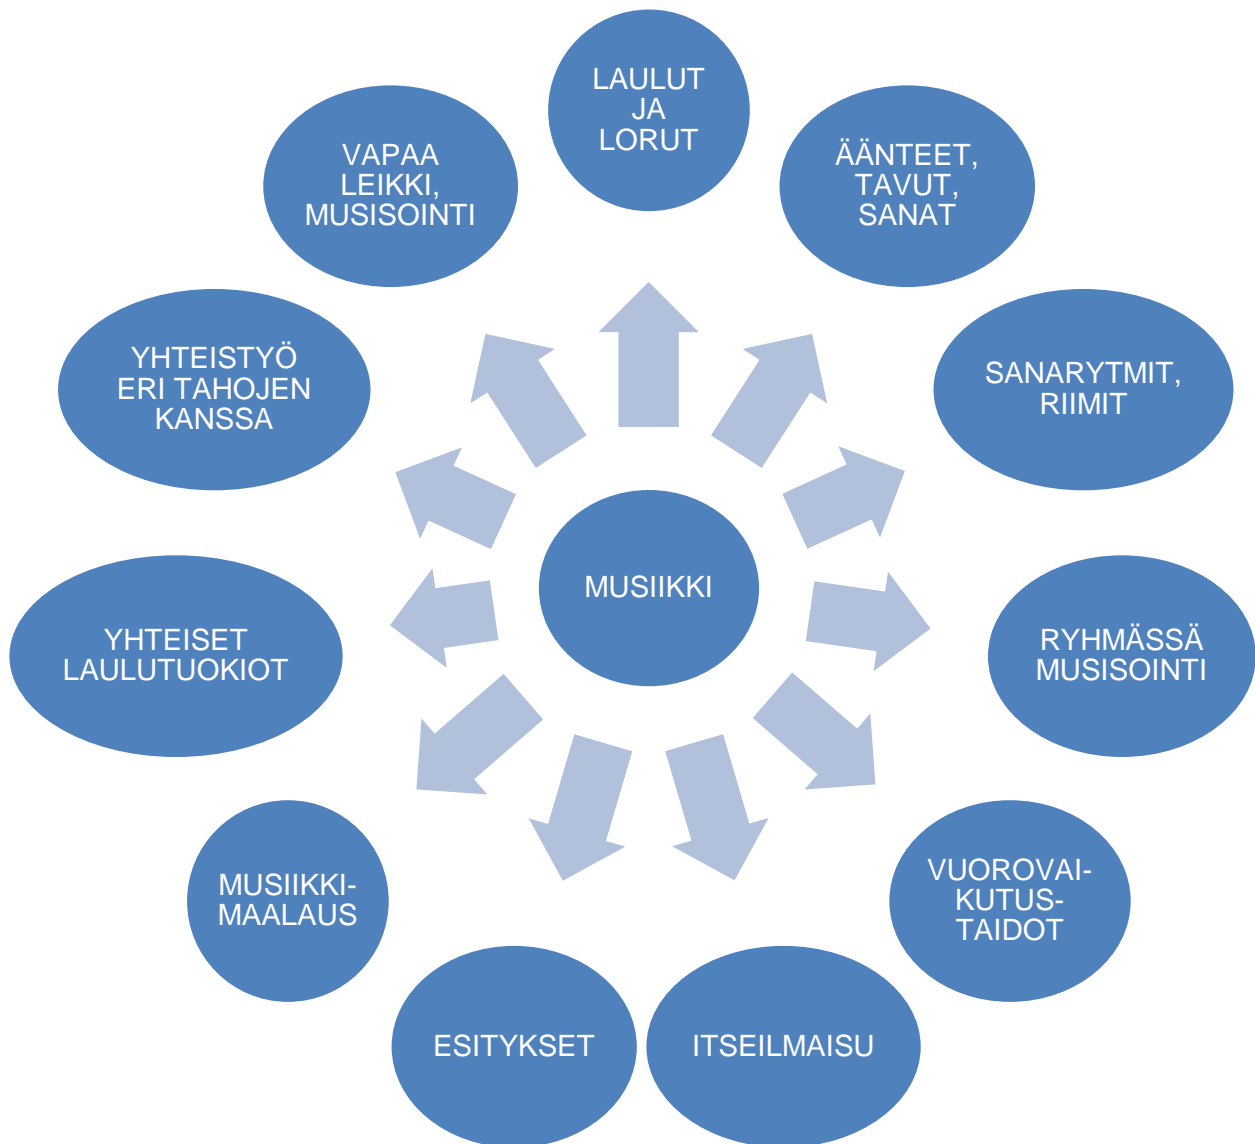 LAULUT
JA
LORUT
ÄÄNTEET,
TAVUT,
SANAT
SANARYTMIT,
RIIMIT
RYHMÄSSÄ
MUSISOINTI
VUOROVAI-
KUTUS-
TAIDOT
ITSEILMAISU
ESITYKSET
MUSIIKKI-
MAALAUS
YHTEISET
LAULUTUOKIOT
YHTEISTYÖ
ERI TAHOJEN
KANSSA
VAPAA
LEIKKI,
MUSISOINTI
MUSIIKKI